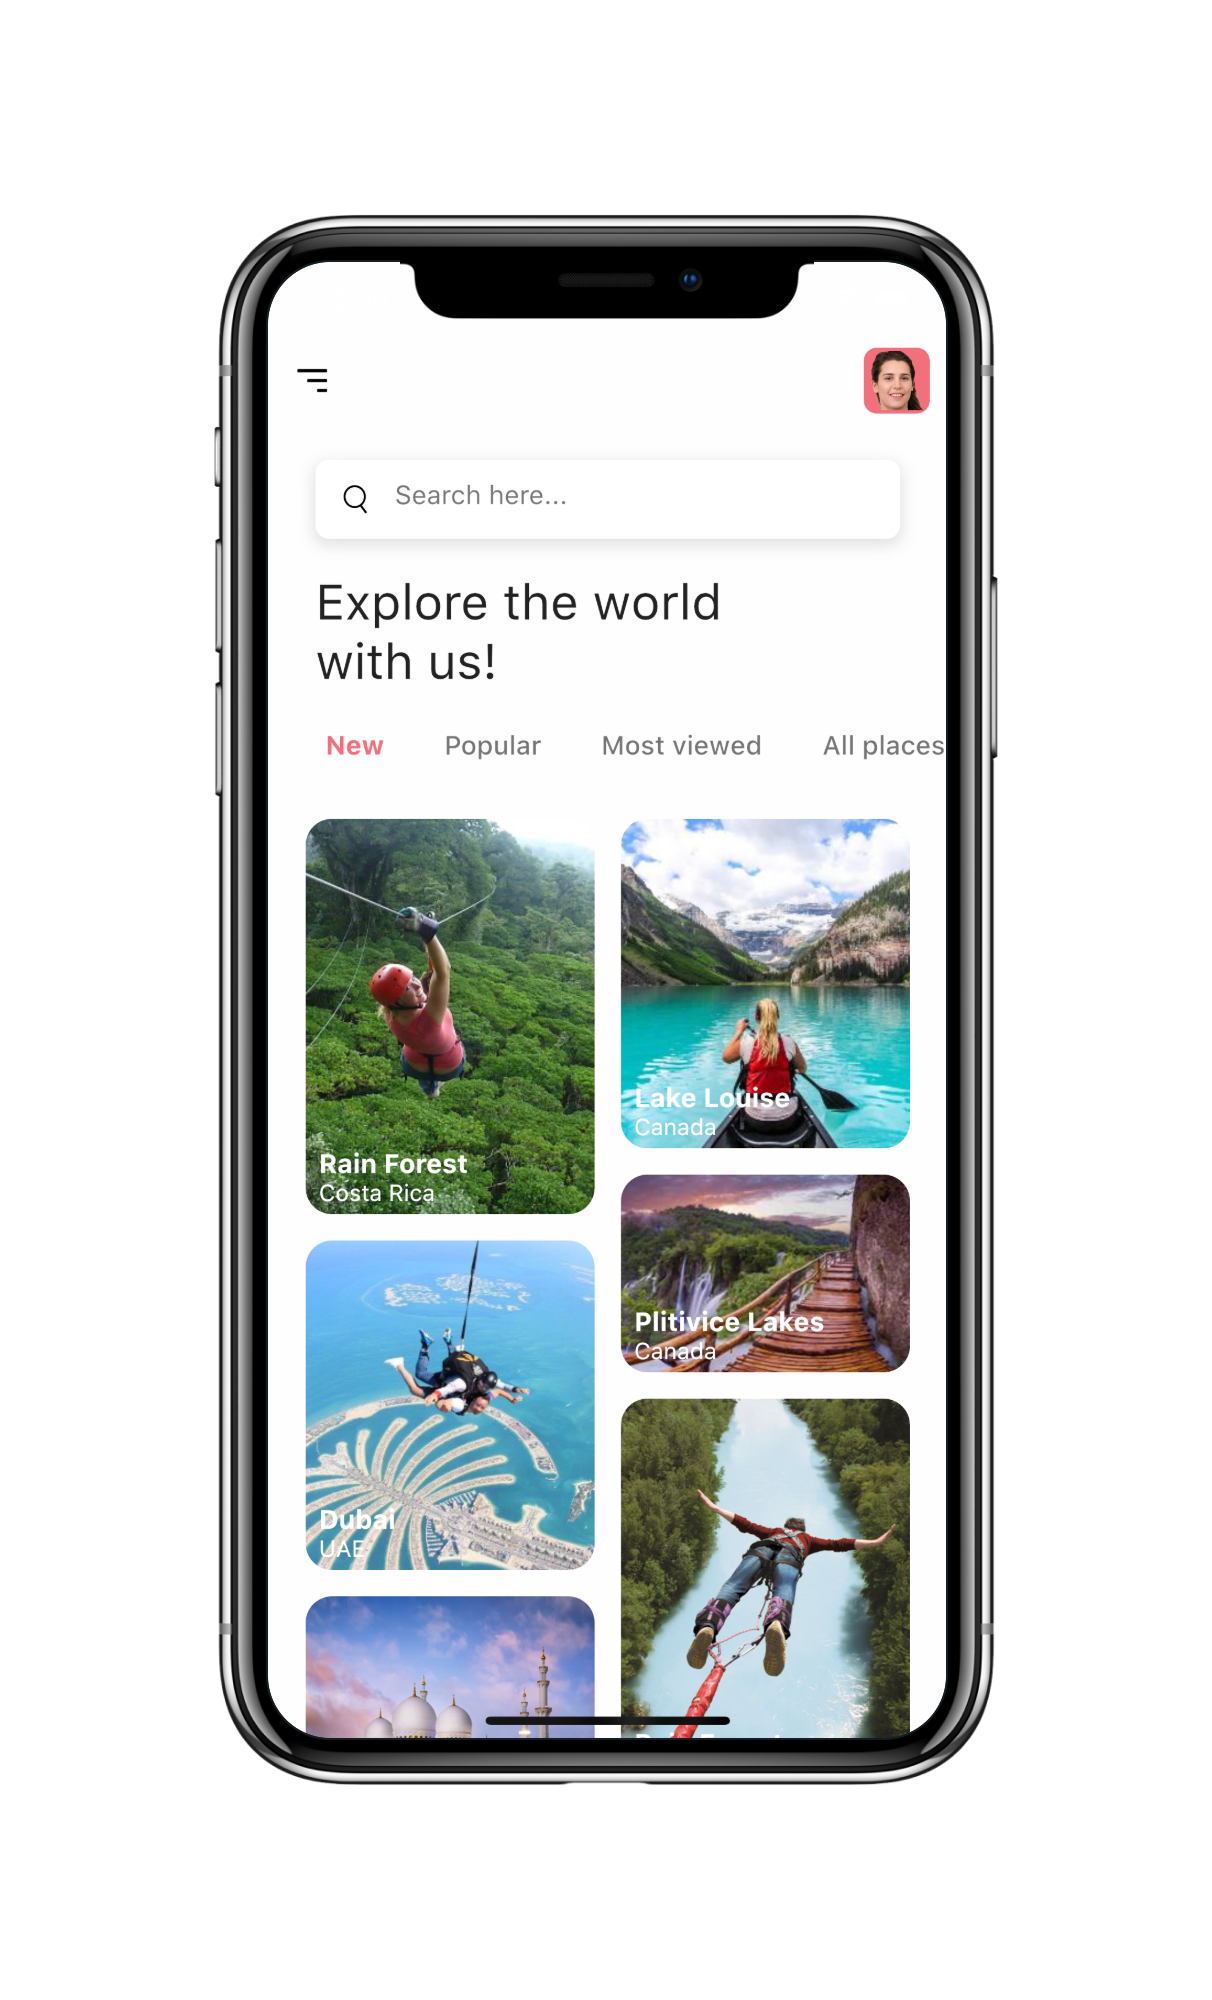 Search here...
Explore the world
with us!
New Popular Most viewed All places
Rain Forest
Costa Rica
Lake Louise
Canada
Plitivice Lakes
Canada
Dubai
UAE